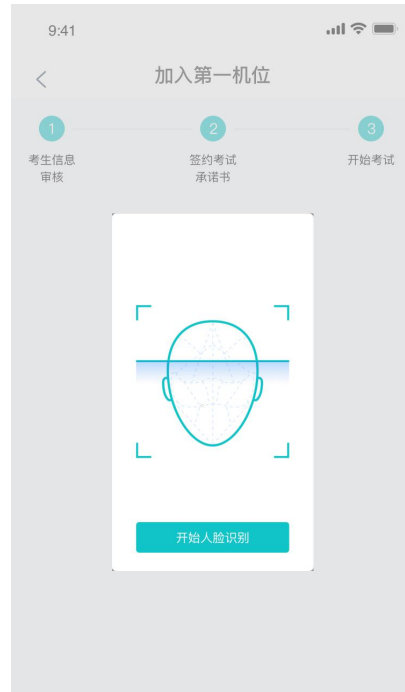 9:41
加入第一机位
1
2
3
考生信息
审核
签约考试
承诺书
开始考试
开始人脸识别